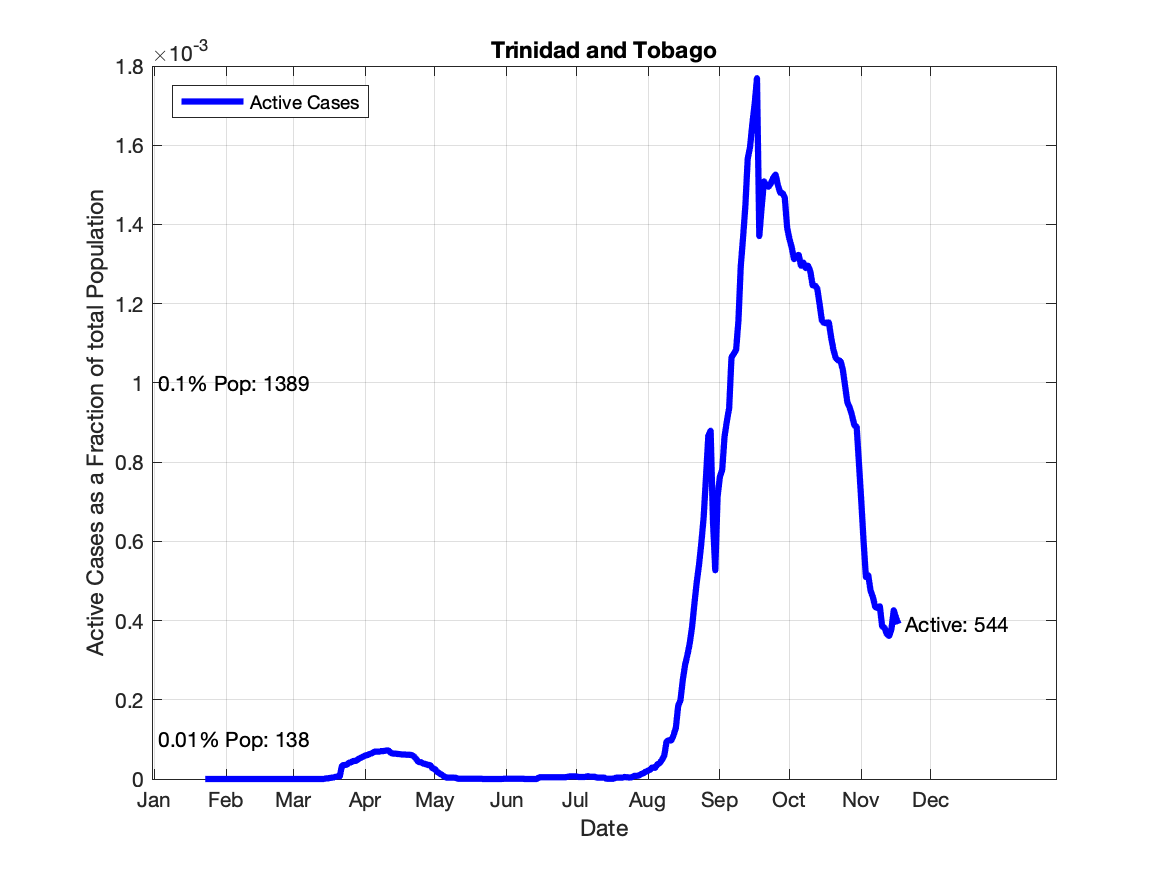 Trinidad and Tobago
×10⁻³
1.8
1.6
1.4
1.2
1
0.8
0.6
0.4
0.2
0
Active Cases as a Fraction of total Population
Active Cases
0.1% Pop: 1389
0.01% Pop: 138
Active: 544
Jan Feb Mar Apr May Jun Jul Aug Sep Oct Nov Dec
Date